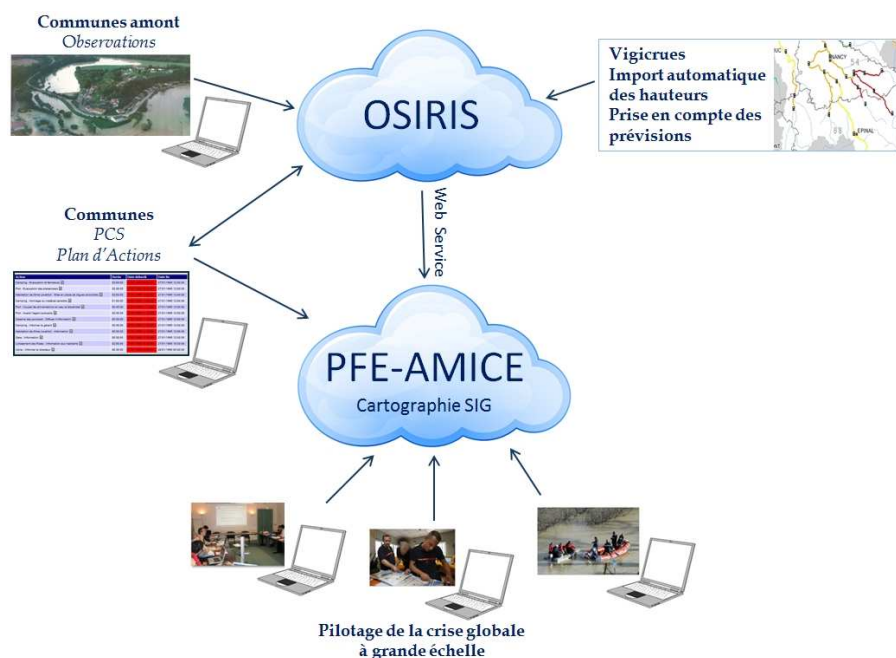 Communes amont
Observations
OSIRIS
Vigicrues
Import automatique
des hauteurs
Prise en compte des
prévisions
NANCY
EPINAL
Web Service
Communes
PCS
Plan d'Actions
PFE-AMICE
Cartographie SIG
Pilotage de la crise globale
à grande échelle